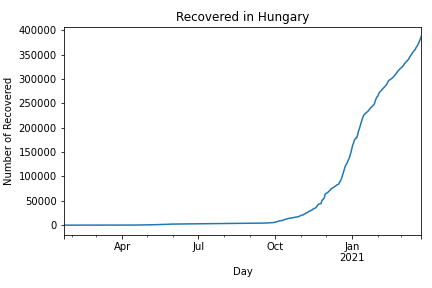 Recovered in Hungary
400000
350000
300000
250000
200000
150000
100000
50000
0
Number of Recovered
Apr Jul Oct Jan
2021
Day